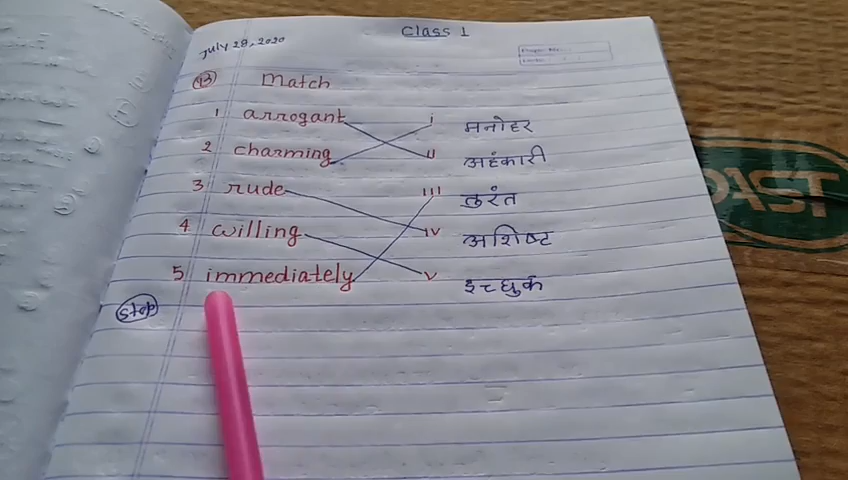 Class 1
July 28, 2020
Match
1 arrogant i मनोहर
2 charming ii अहंकारी
3 rude iii तुरंत
4 willing iv अशिष्ट
5 immediately v इच्छुक
Stop